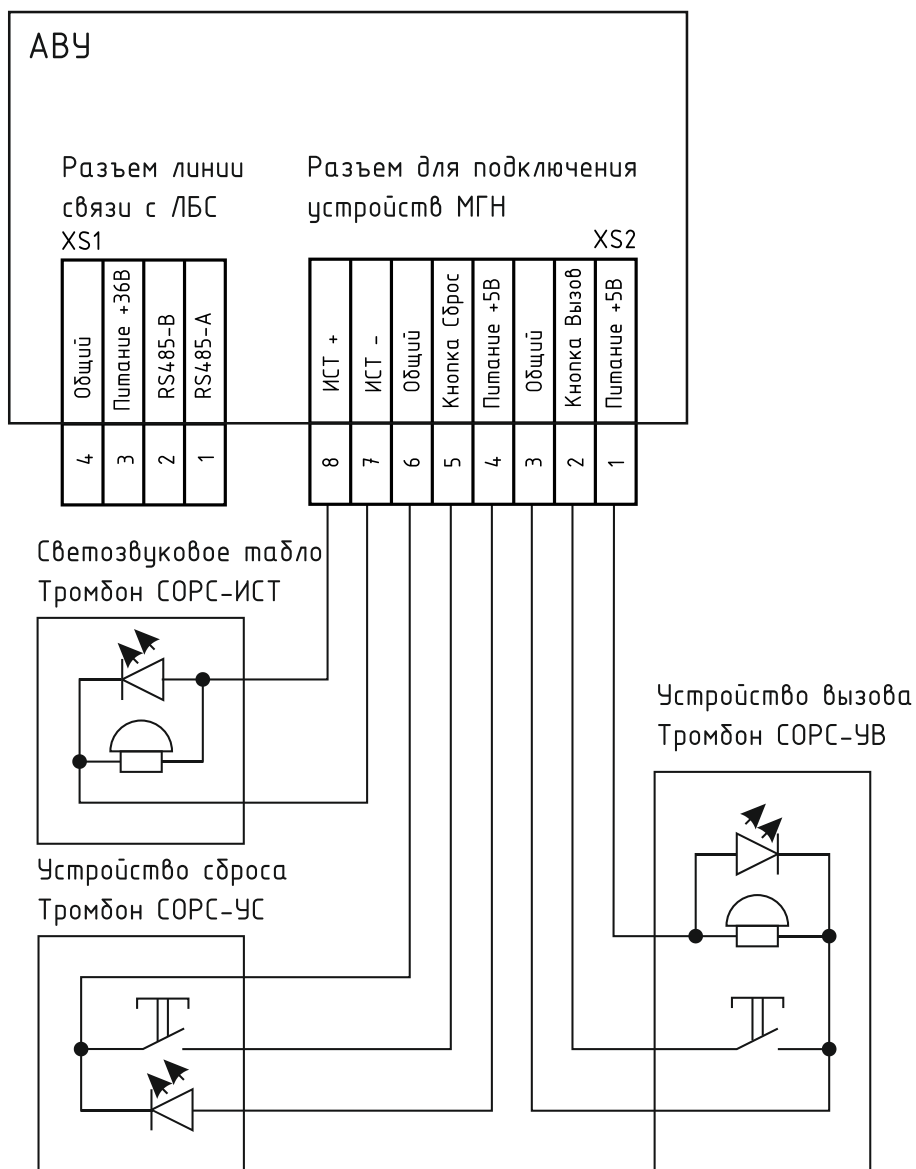 АВУ
Разъем линии
связи с ЛБС
XS1
Разъем для подключения
устройств МГН
XS2
Общий
Питание +36В
RS485-B
RS485-A
4
3
2
1
ИСТ +
ИСТ -
Общий
Кнопка Сброс
Питание +5В
Общий
Кнопка Вызов
Питание +5В
8
7
6
5
4
3
2
1
Светозвуковое табло
Тромбон СОРС-ИСТ
Устройство вызова
Тромбон СОРС-УВ
Устройство сброса
Тромбон СОРС-УС